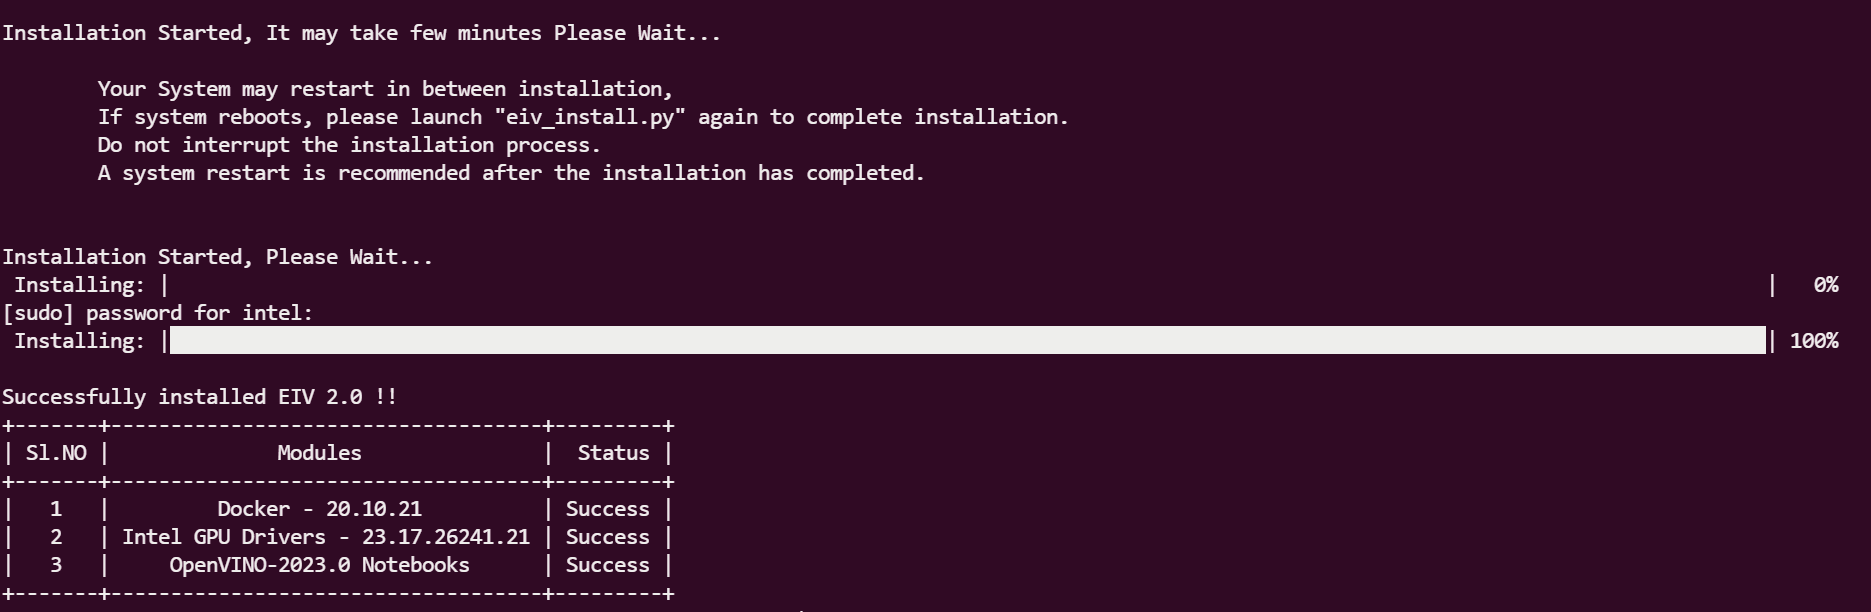 Installation Started, It may take few minutes Please Wait...
Your System may restart in between installation,
If system reboots, please launch "eiv_install.py" again to complete installation.
Do not interrupt the installation process.
A system restart is recommended after the installation has completed.
Installation Started, Please Wait...
Installing: | | 0%
[sudo] password for intel:
Installing: | | 100%
Successfully installed EIV 2.0 !!
+-------+------------------------------------+---------+
| Sl.NO | Modules | Status |
+-------+------------------------------------+---------+
| 1 | Docker - 20.10.21 | Success |
| 2 | Intel GPU Drivers - 23.17.26241.21 | Success |
| 3 | OpenVINO-2023.0 Notebooks | Success |
+-------+------------------------------------+---------+